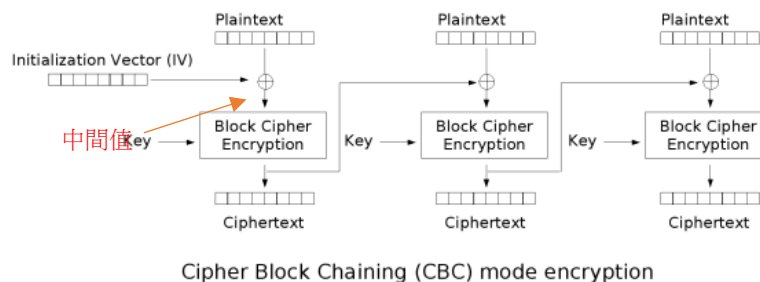 Plaintext
Plaintext
Plaintext
Initialization Vector (IV)
中間值
Key
Block Cipher
Encryption
Key
Block Cipher
Encryption
Key
Block Cipher
Encryption
Ciphertext
Ciphertext
Ciphertext
Cipher Block Chaining (CBC) mode encryption